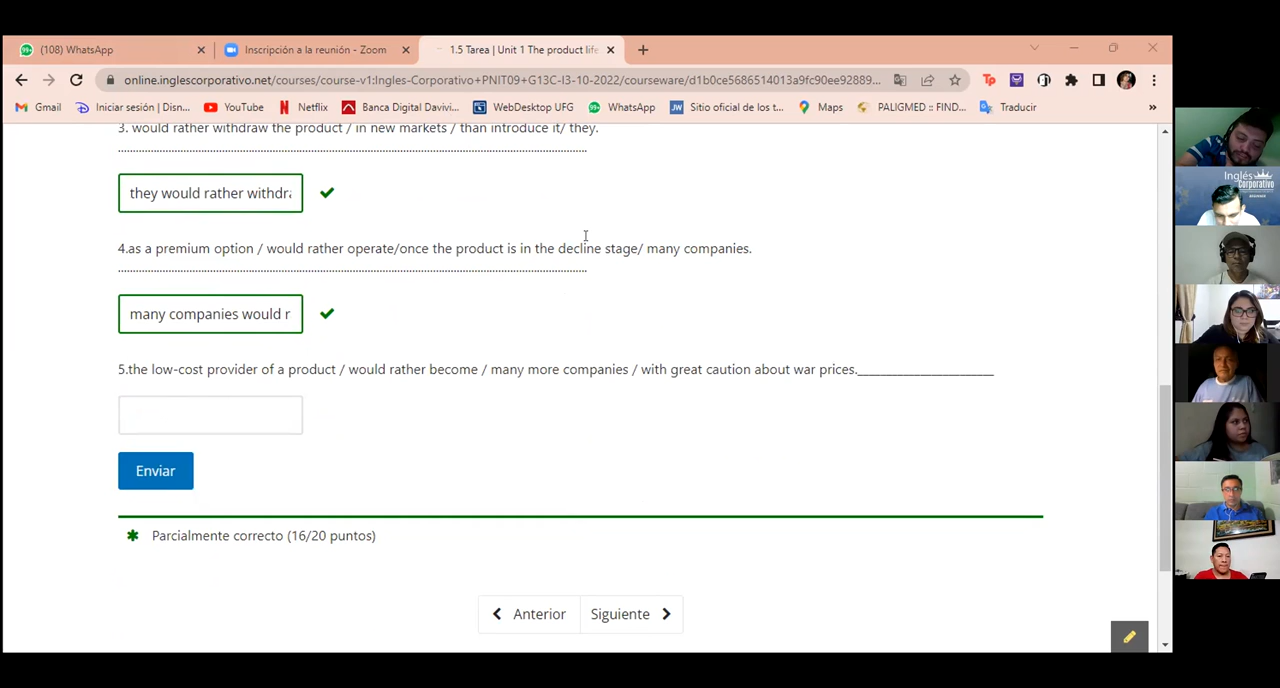 (108) WhatsApp
Inscripción a la reunión - Zoom
1.5 Tarea | Unit 1 The product life
online.inglescorporativo.net/courses/course-v1:Ingles-Corporativo+PNIT09+G13C-I3-10-2022/courseware/d1b0ce5686514013a9fc90ee92889...
Gmail
Iniciar sesión | Disn...
YouTube
Netflix
Banca Digital Davivi...
WebDesktop UFG
WhatsApp
Sitio oficial de los t...
Maps
PALIGMED :: FIND...
Traducir
»
3. would rather withdraw the product / in new markets / than introduce it/ they.
they would rather withdra
4.as a premium option / would rather operate/once the product is in the decline stage/ many companies.
many companies would r
5.the low-cost provider of a product / would rather become / many more companies / with great caution about war prices.______________________
Enviar
Parcialmente correcto (16/20 puntos)
Anterior
Siguiente
Inglés
Corporativo